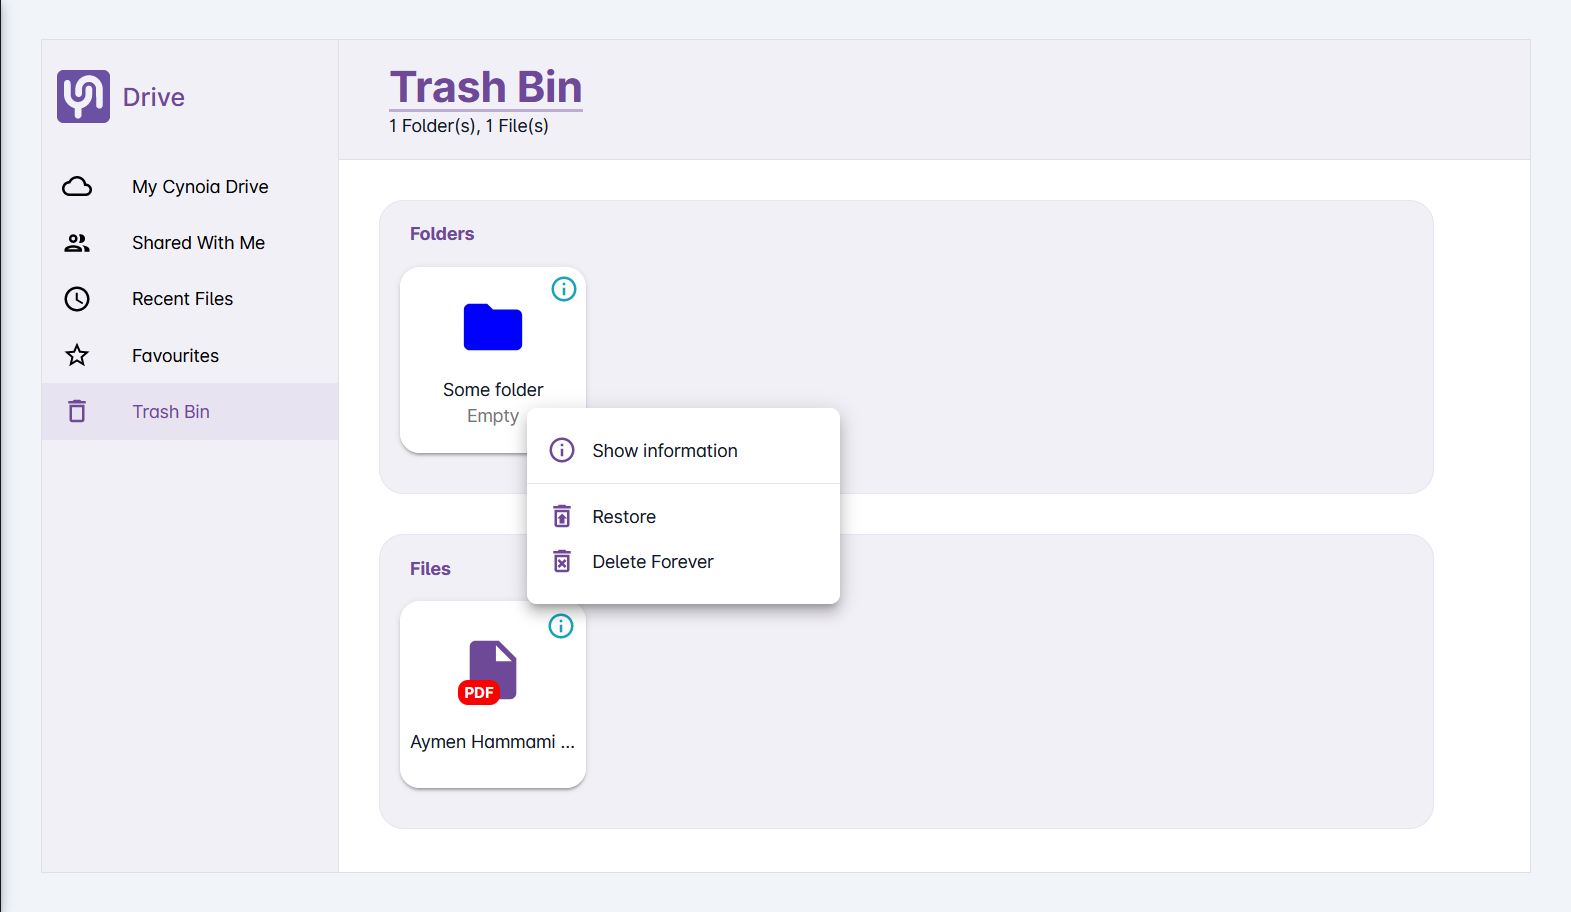 Drive
My Cynoia Drive
Shared With Me
Recent Files
Favourites
Trash Bin
Trash Bin
1 Folder(s), 1 File(s)
Folders
Some folder
Empty
Show information
Restore
Delete Forever
Files
PDF
Aymen Hammami ...